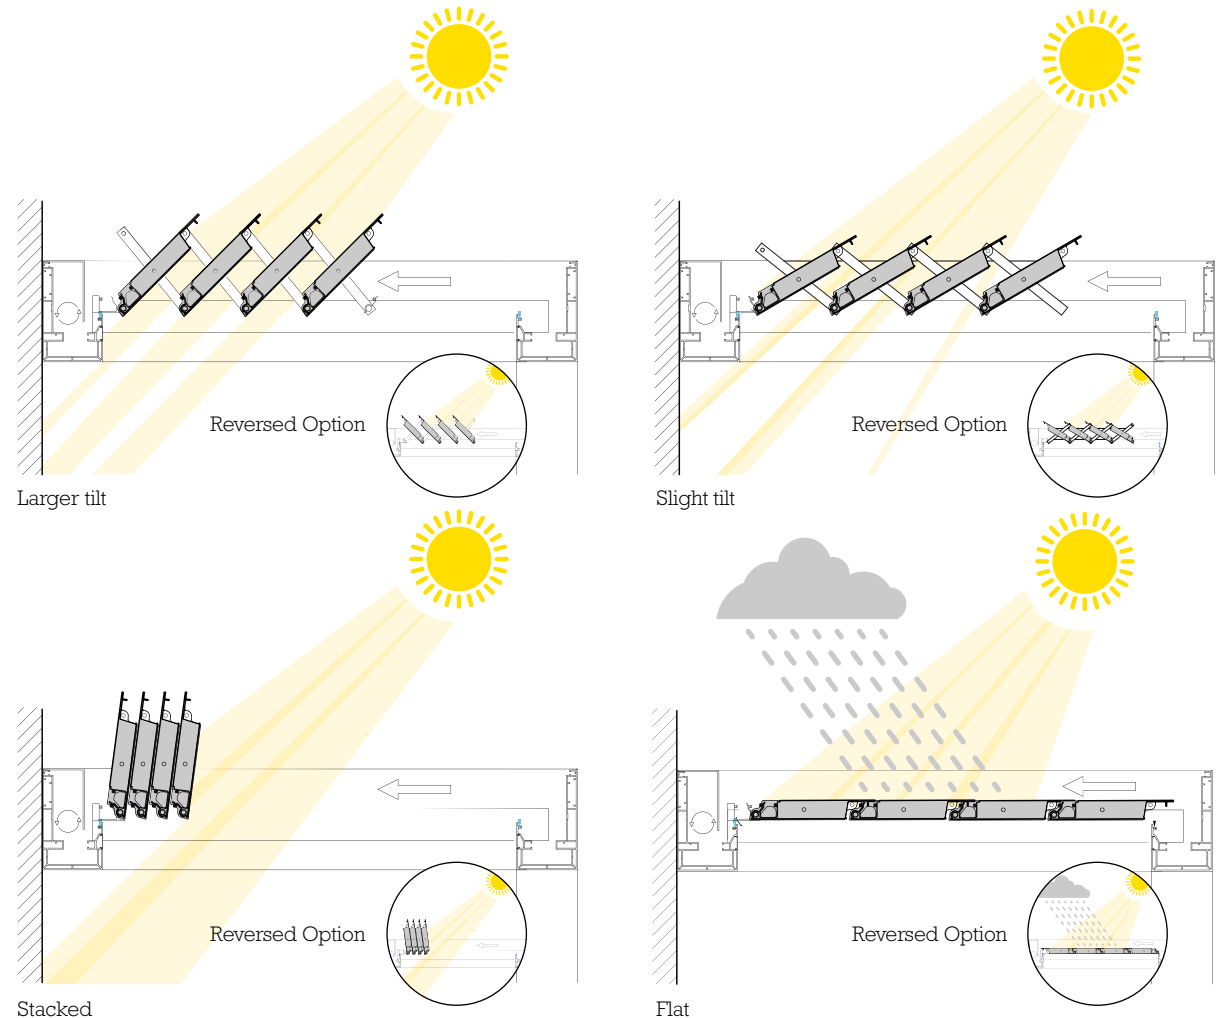 Reversed Option
Larger tilt
Reversed Option
Slight tilt
Reversed Option
Stacked
Reversed Option
Flat